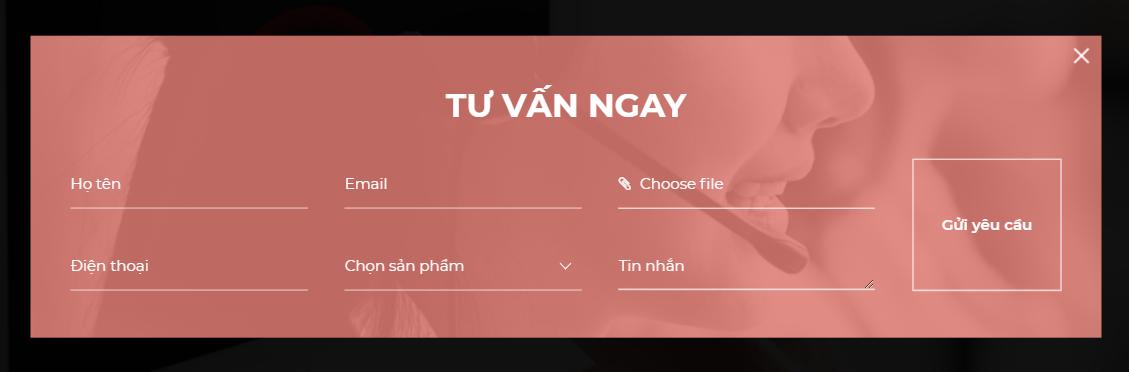 TƯ VẤN NGAY
Họ tên
Email
Choose file
Điện thoại
Chọn sản phẩm
Tin nhắn
Gửi yêu cầu